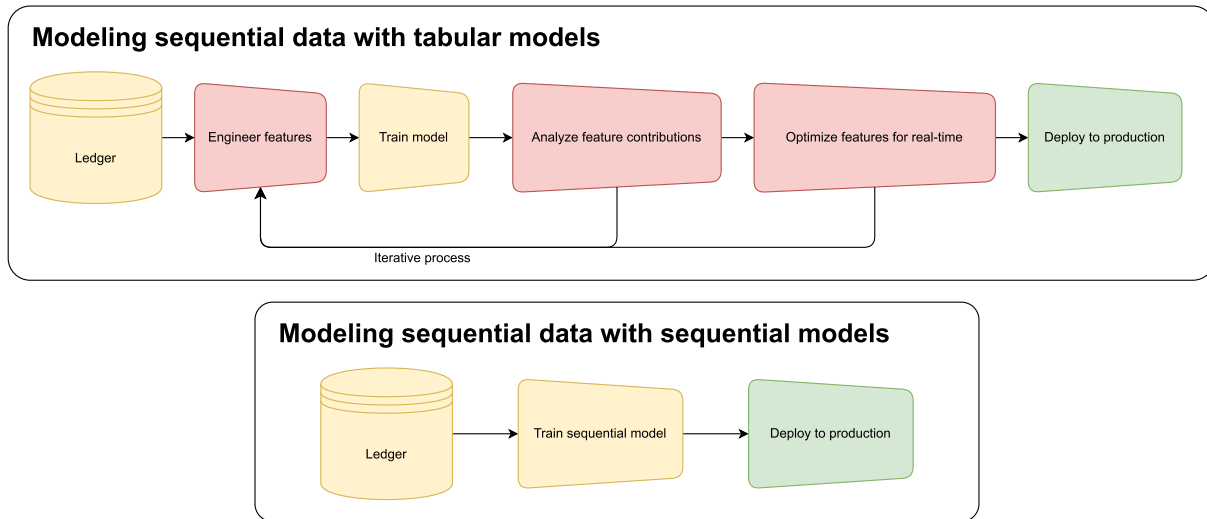 Modeling sequential data with tabular models
Ledger
Engineer features
Train model
Analyze feature contributions
Optimize features for real-time
Deploy to production
Iterative process
Modeling sequential data with sequential models
Ledger
Train sequential model
Deploy to production